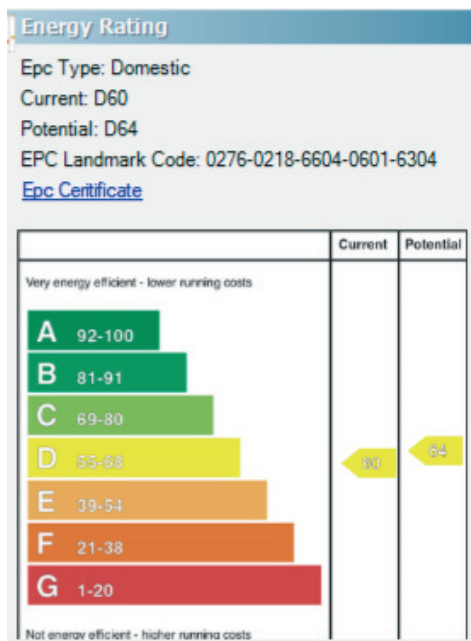 Energy Rating
Epc Type: Domestic
Current: D60
Potential: D64
EPC Landmark Code: 0276-0218-6604-0601-6304
Epc Ceritificate
Current Potential
Very energy efficient - lower running costs
A 92-100
B 81-91
C 69-80
D 55-68
60
64
E 39-54
F 21-38
G 1-20
Not energy efficient - higher running costs